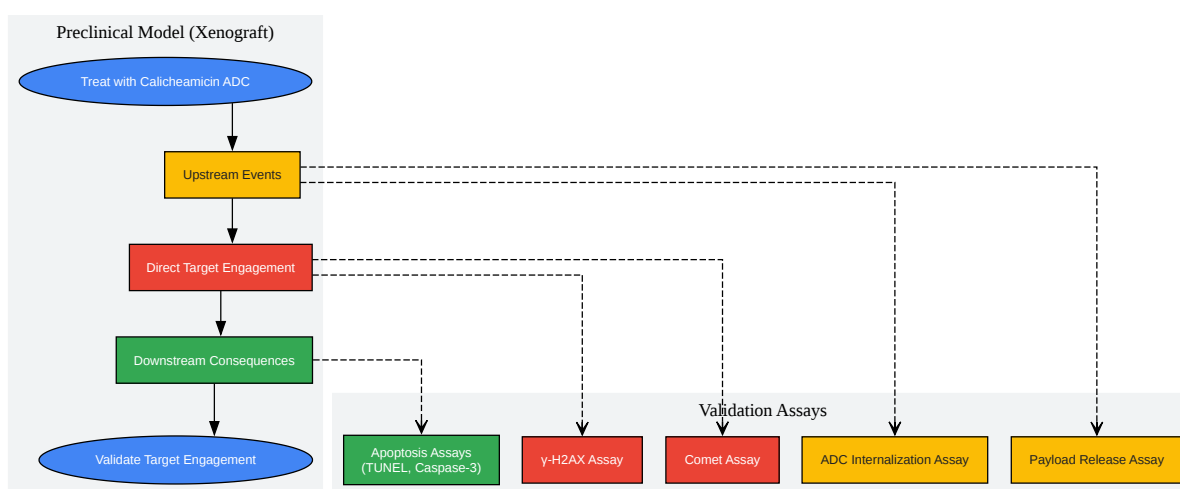 Preclinical Model (Xenograft)
Treat with Calicheamicin ADC
Upstream Events
Direct Target Engagement
Downstream Consequences
Validate Target Engagement
Validation Assays
Apoptosis Assays
(TUNEL, Caspase-3)
γ-H2AX Assay
Comet Assay
ADC Internalization Assay
Payload Release Assay